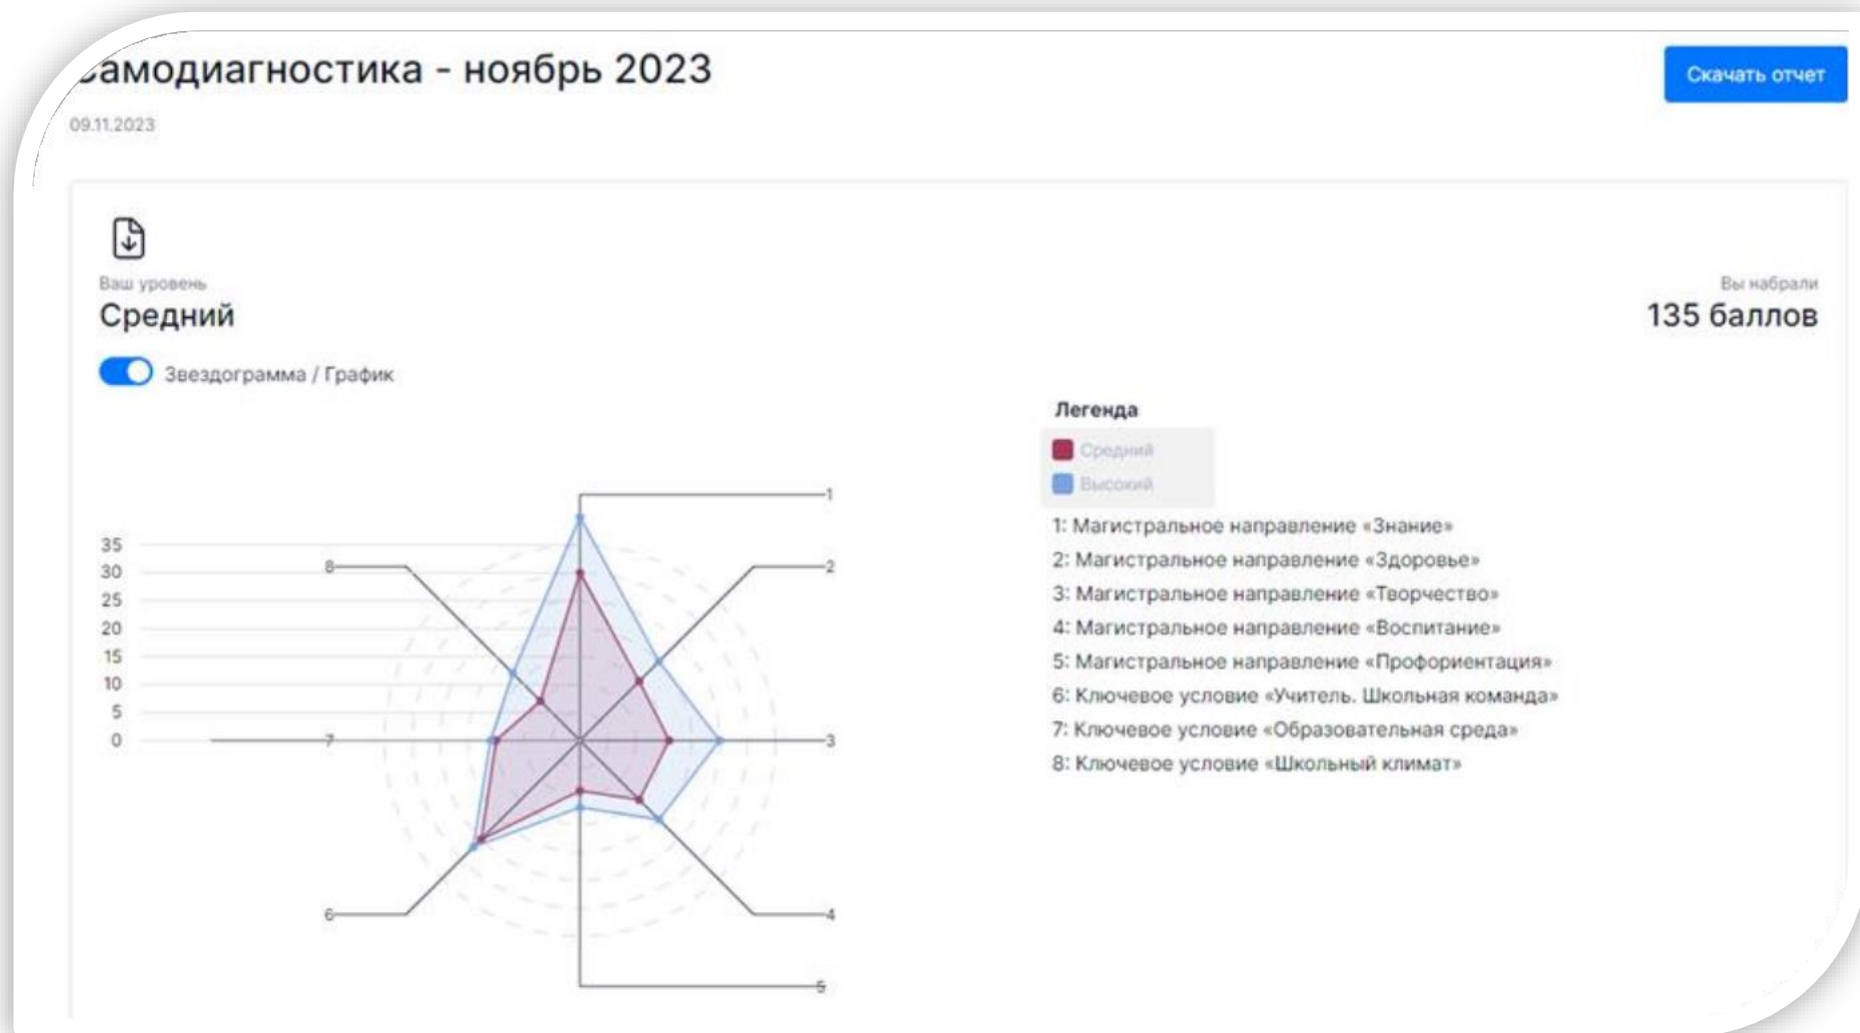 Самодиагностика - ноябрь 2023
Скачать отчет
09.11.2023
Ваш уровень
Средний
Вы набрали
135 баллов
Звездограмма / График
35
30
25
20
15
10
5
0
1
2
3
4
5
6
7
8
Легенда
Средний
Высокий
1: Магистральное направление «Знание»
2: Магистральное направление «Здоровье»
3: Магистральное направление «Творчество»
4: Магистральное направление «Воспитание»
5: Магистральное направление «Профориентация»
6: Ключевое условие «Учитель. Школьная команда»
7: Ключевое условие «Образовательная среда»
8: Ключевое условие «Школьный климат»